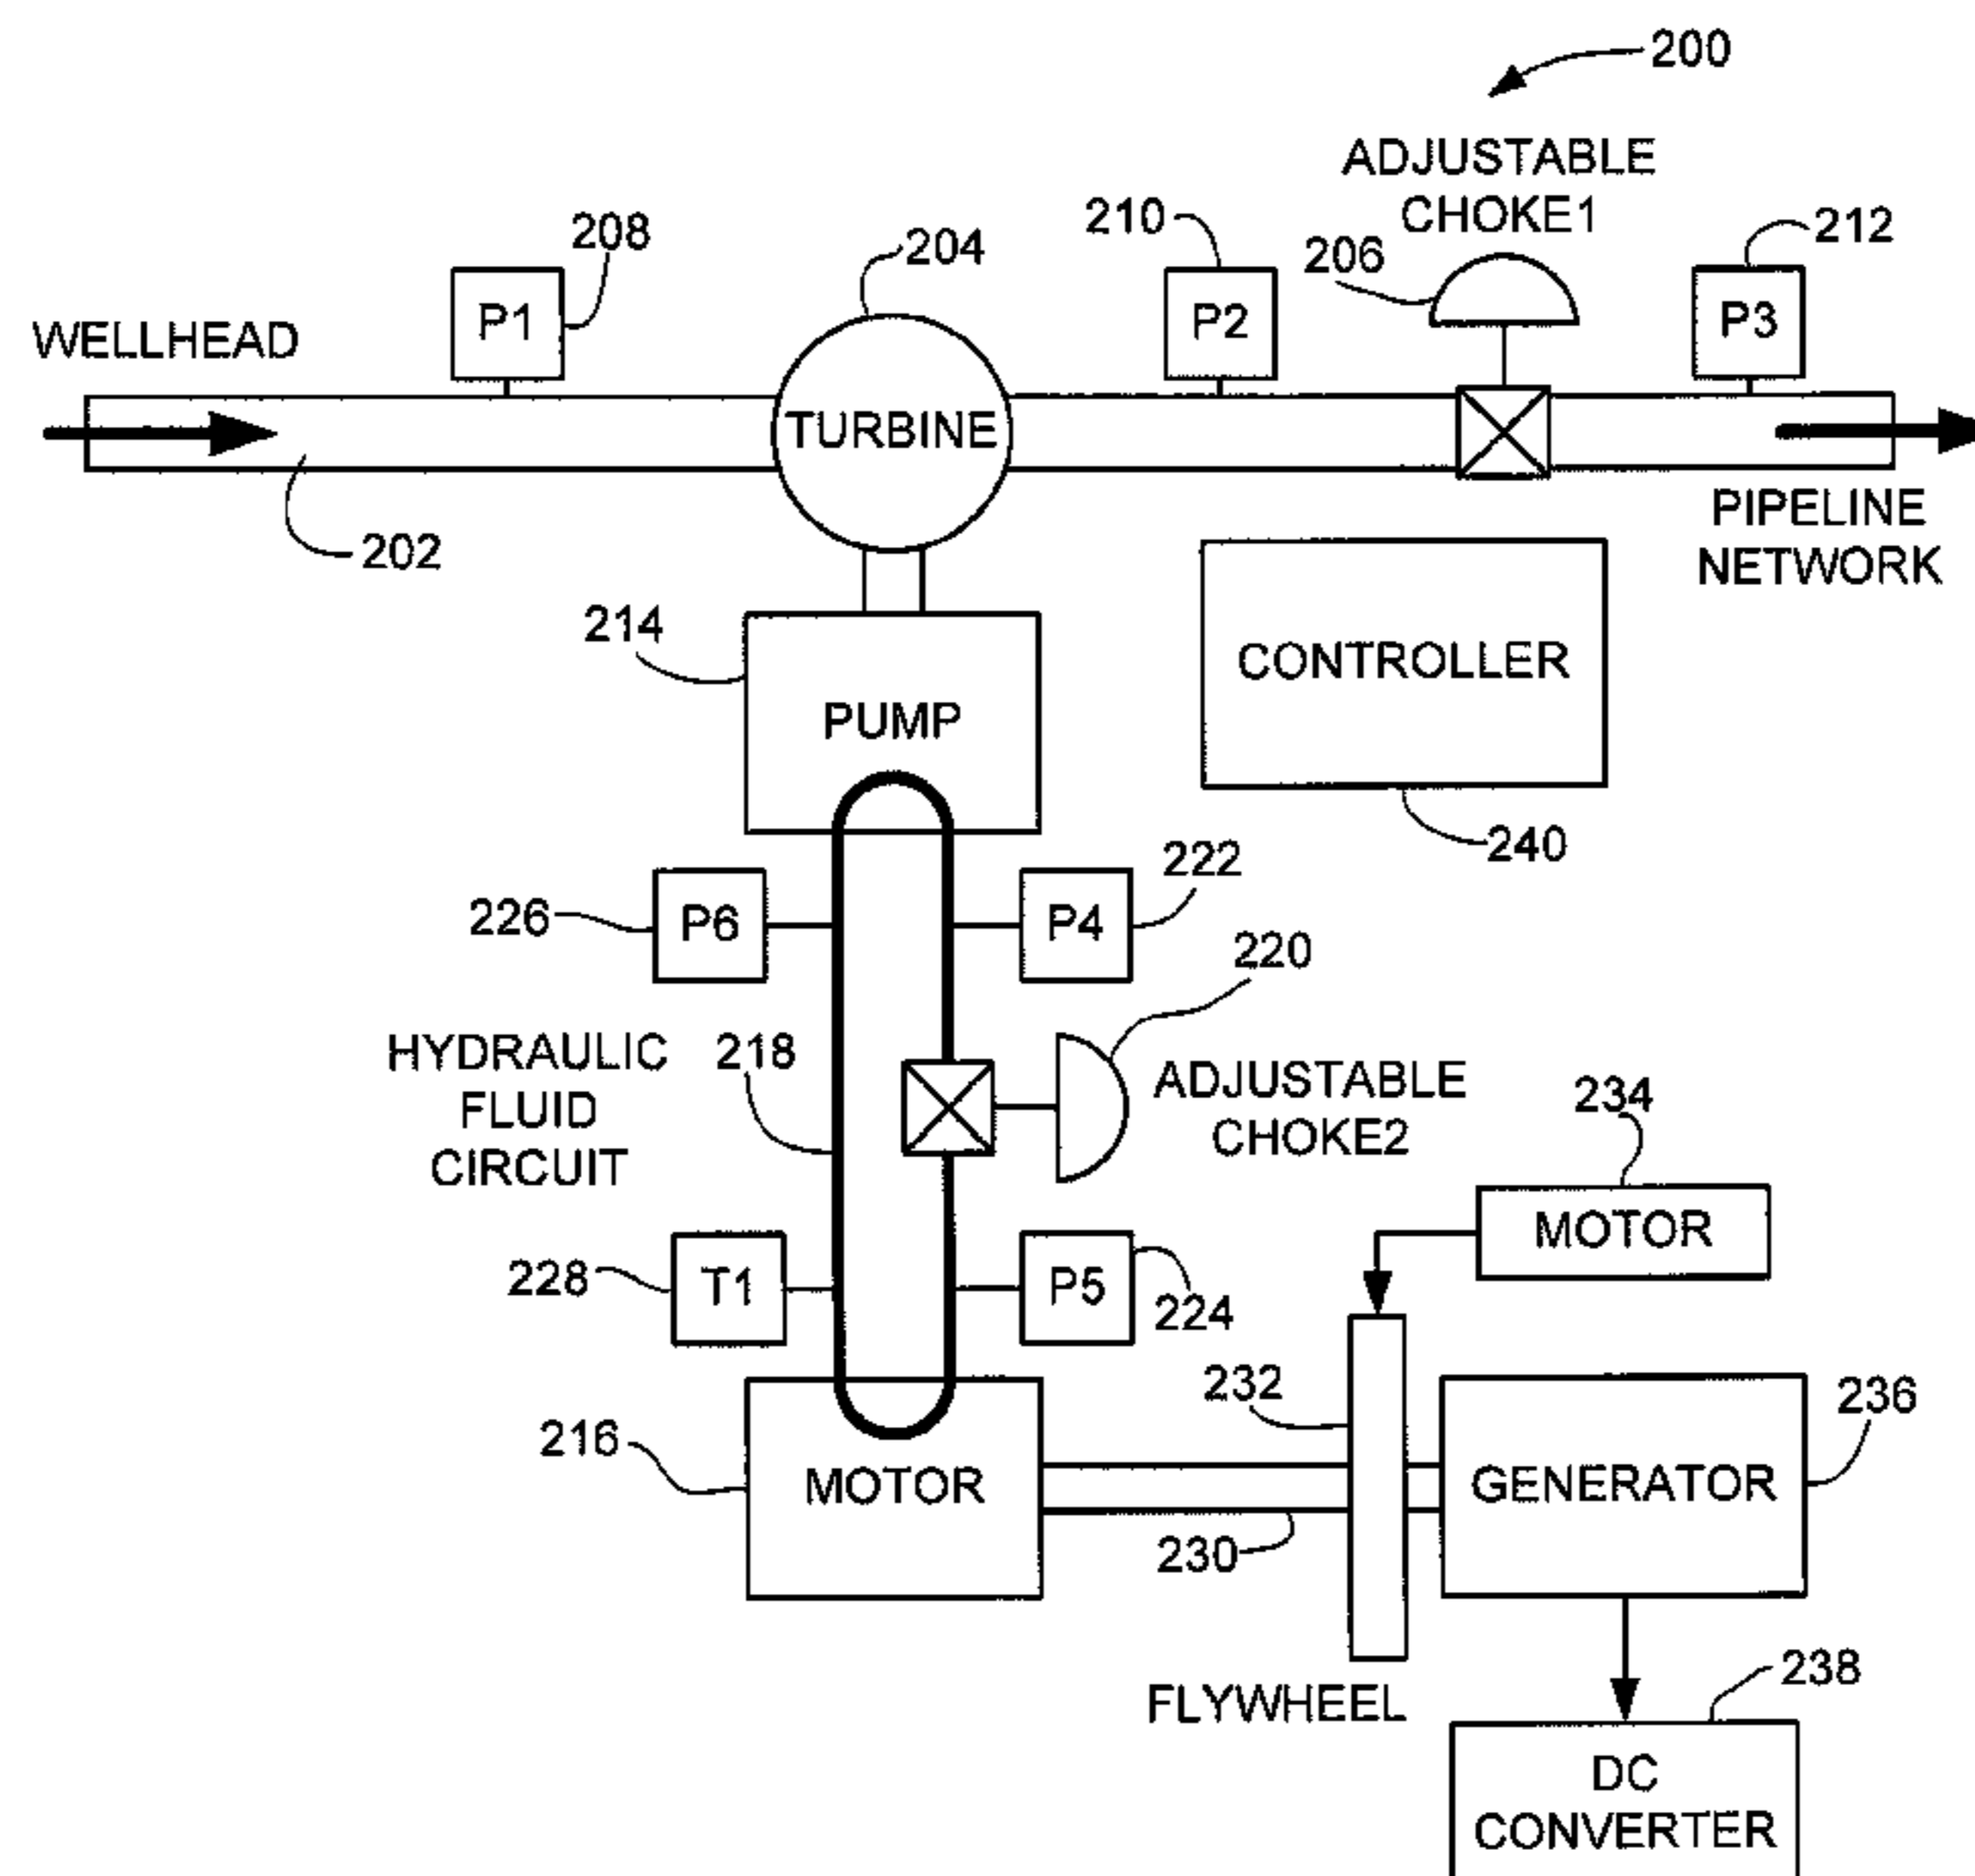 200
ADJUSTABLE
CHOKE1
208
204
210
206
212
P1
P2
P3
WELLHEAD
TURBINE
202
PIPELINE
NETWORK
214
PUMP
CONTROLLER
240
222
226
P6
P4
220
HYDRAULIC
FLUID
CIRCUIT
218
ADJUSTABLE
CHOKE2
234
MOTOR
228
T1
P5
224
232
236
216
MOTOR
GENERATOR
230
FLYWHEEL
238
DC
CONVERTER